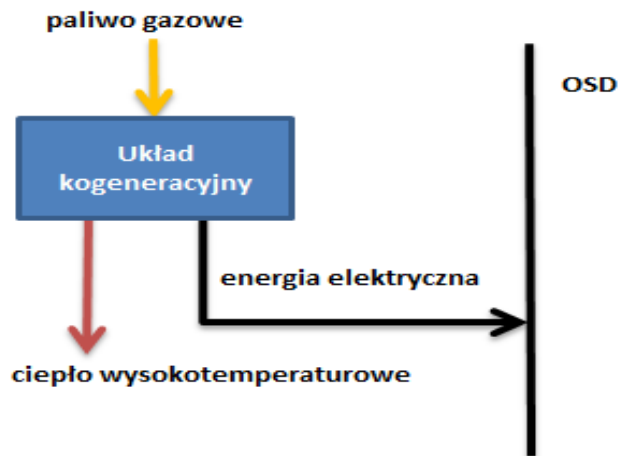 paliwo gazowe
OSD
Układ
kogeneracyjny
energia elektryczna
ciepło wysokotemperaturowe